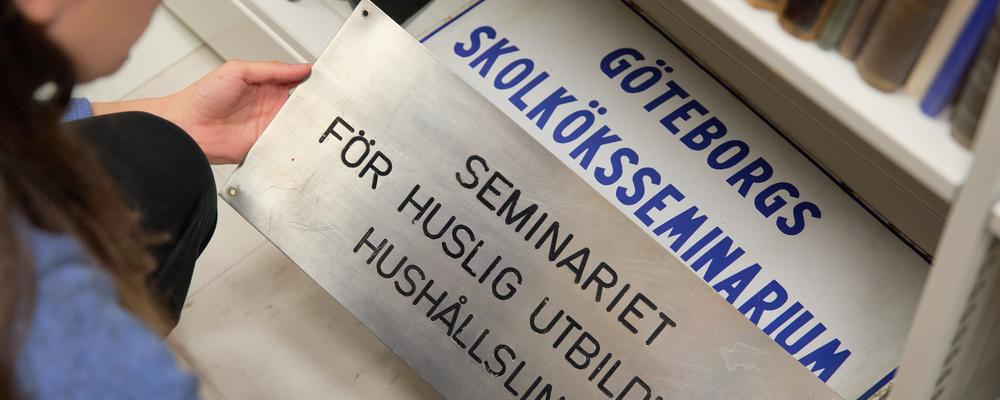 GÖTEBORGS
SKOLKÖKSSEMINARIUM
SEMINARIET
FÖR HUSLIG